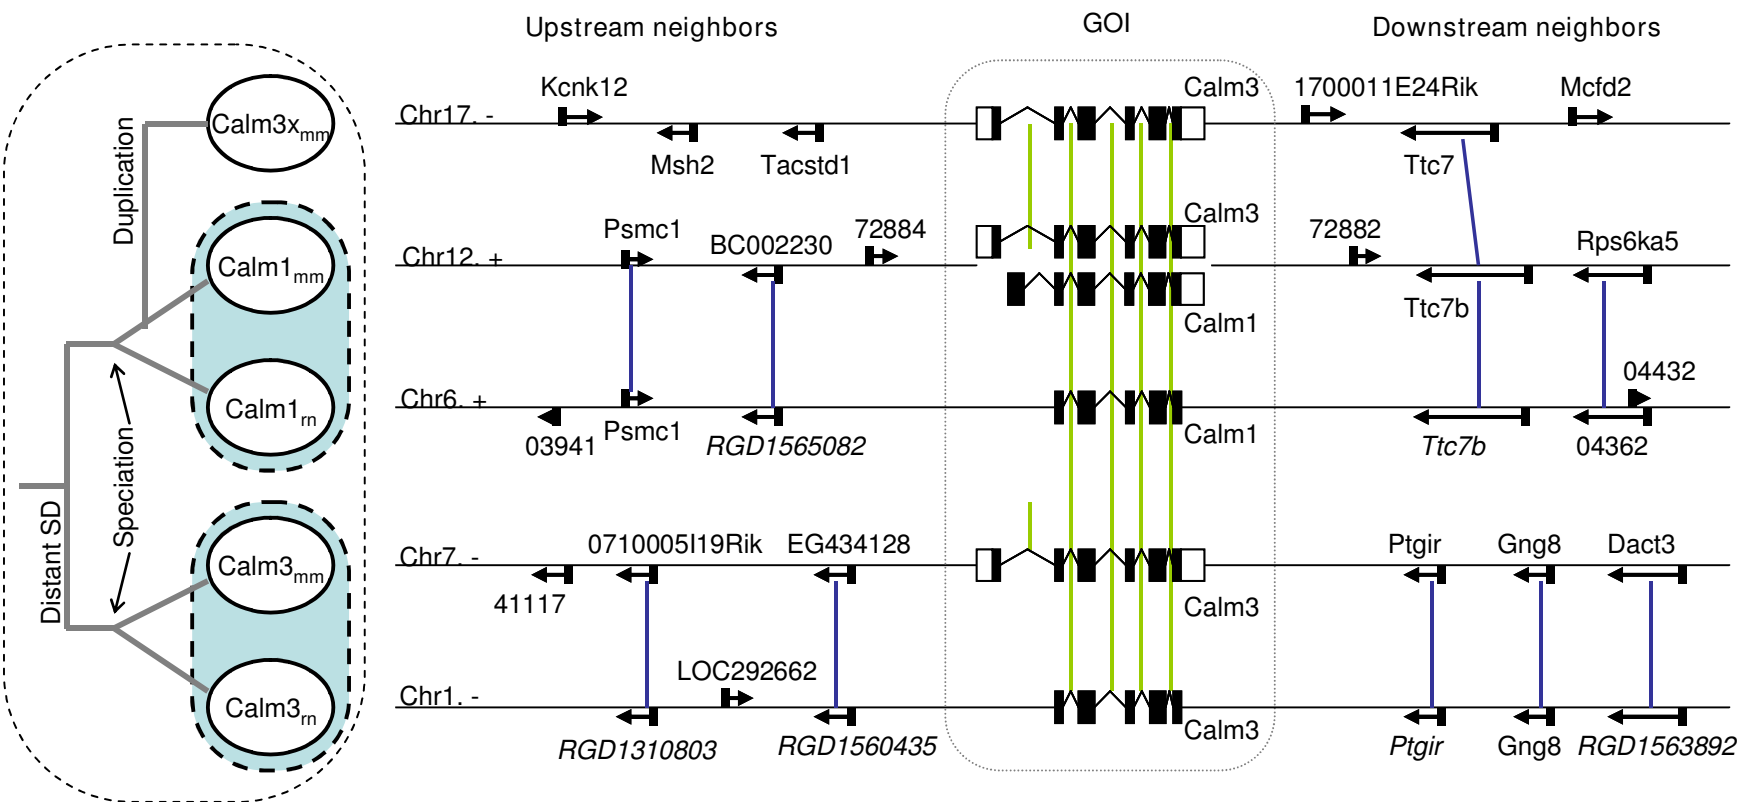 Upstream neighbors
GOI
Downstream neighbors
Calm3xmm
Calm1mm
Calm1rn
Calm3mm
Calm3rn
Duplication
Speciation
Distant SD
Chr17. -
Kcnk12
Msh2
Tacstd1
Calm3
1700011E24Rik
Ttc7
Mcfd2
Chr12. +
Psmc1
BC002230
72884
Calm3
Calm1
72882
Ttc7b
Rps6ka5
Chr6. +
03941
Psmc1
RGD1565082
Calm1
Ttc7b
04432
04362
Chr7. -
41117
0710005I19Rik
EG434128
Calm3
Ptgir
Gng8
Dact3
Chr1. -
RGD1310803
LOC292662
RGD1560435
Calm3
Ptgir
Gng8
RGD1563892